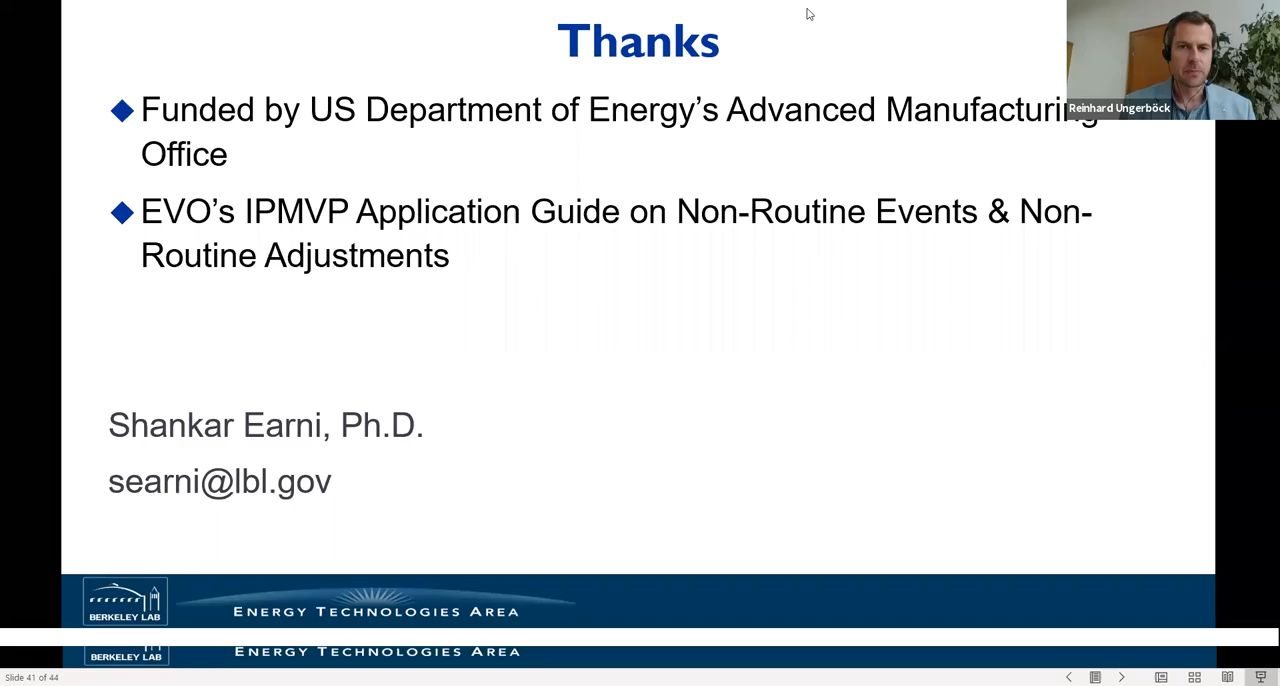 Thanks
Reinhard Ungerböck
Funded by US Department of Energy’s Advanced Manufacturing
Office
EVO’s IPMVP Application Guide on Non-Routine Events & Non-
Routine Adjustments
Shankar Earni, Ph.D.
searni@lbl.gov
BERKELEY LAB
ENERGY TECHNOLOGIES AREA
BERKELEY LAB
ENERGY TECHNOLOGIES AREA
Slide 41 of 44